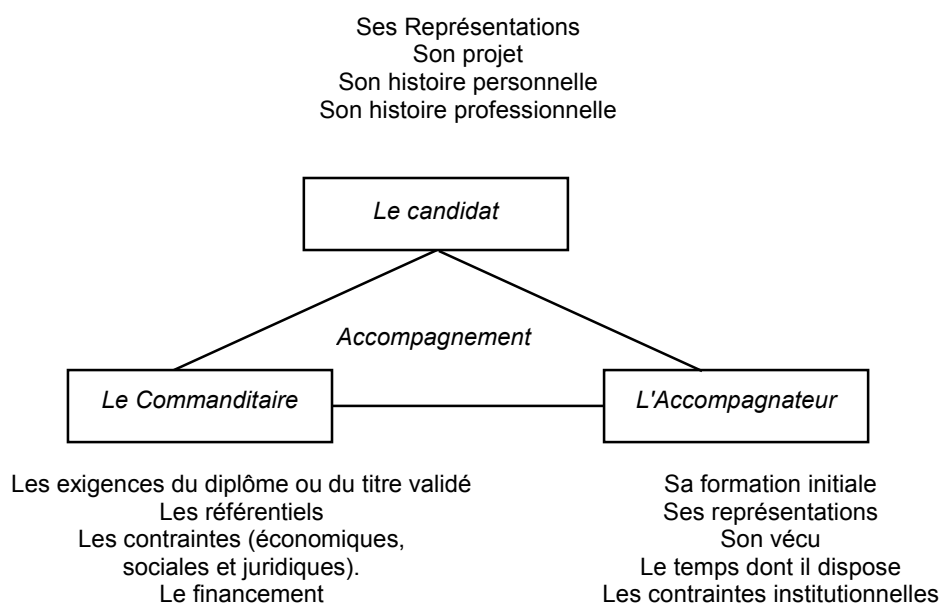 Ses Représentations
Son projet
Son histoire personnelle
Son histoire professionnelle
Le candidat
Accompagnement
Le Commanditaire
L'Accompagnateur
Les exigences du diplôme ou du titre validé
Les référentiels
Les contraintes (économiques,
sociales et juridiques).
Le financement
Sa formation initiale
Ses représentations
Son vécu
Le temps dont il dispose
Les contraintes institutionnelles